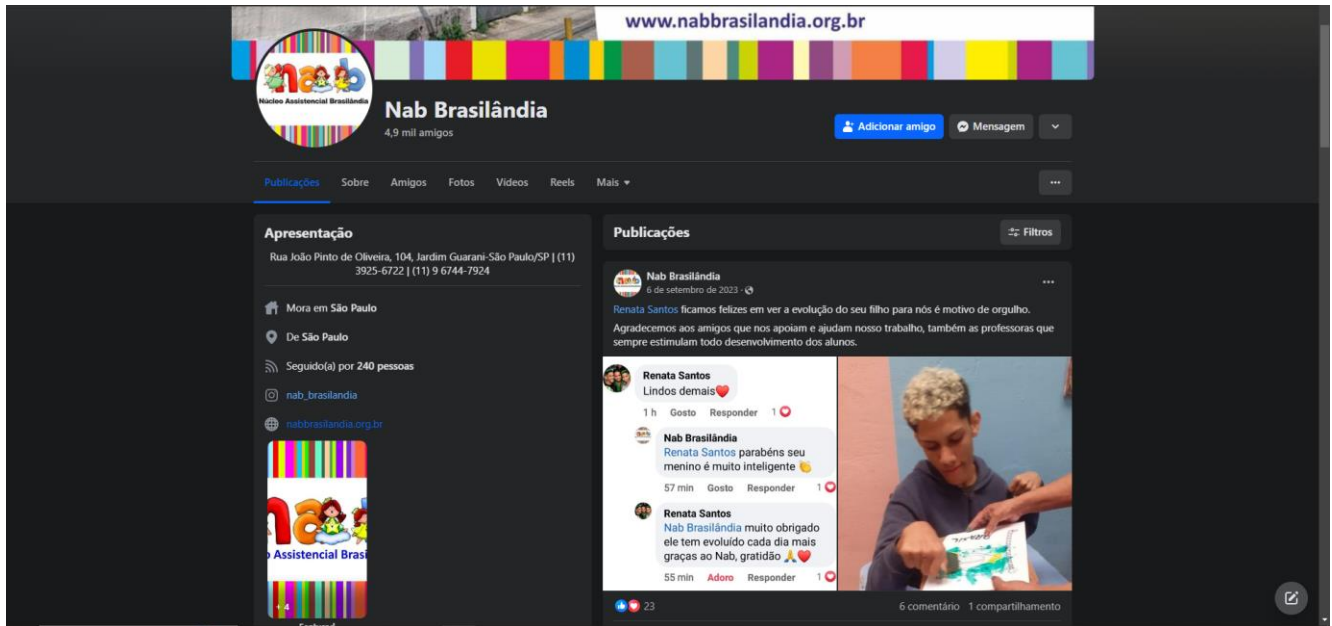 www.nabbrasilandia.org.br
nab
Núcleo Assistencial Brasilândia
Nab Brasilândia
4,9 mil amigos
Adicionar amigo
Mensagem
Publicações
Sobre
Amigos
Fotos
Vídeos
Reels
Mais
Apresentação
Rua João Pinto de Oliveira, 104, Jardim Guarani-São Paulo/SP | (11)
3925-6722 | (11) 9 6744-7924
Mora em São Paulo
De São Paulo
Seguido(a) por 240 pessoas
nab_brasilandia
nabbrasilandia.org.br
nab
o Assistencial Brasi
+ 4
Publicações
Filtros
Nab Brasilândia
6 de setembro de 2023 ·
Renata Santos ficamos felizes em ver a evolução do seu filho para nós é motivo de orgulho.
Agradecemos aos amigos que nos apoiam e ajudam nosso trabalho, também as professoras que
sempre estimulam todo desenvolvimento dos alunos.
Renata Santos
Lindos demais
1 h Gosto Responder 1
Nab Brasilândia
Renata Santos parabéns seu
menino é muito inteligente
57 min Gosto Responder 1
Renata Santos
Nab Brasilândia muito obrigado
ele tem evoluído cada dia mais
graças ao Nab, gratidão
55 min Adoro Responder 1
23
6 comentário 1 compartilhamento